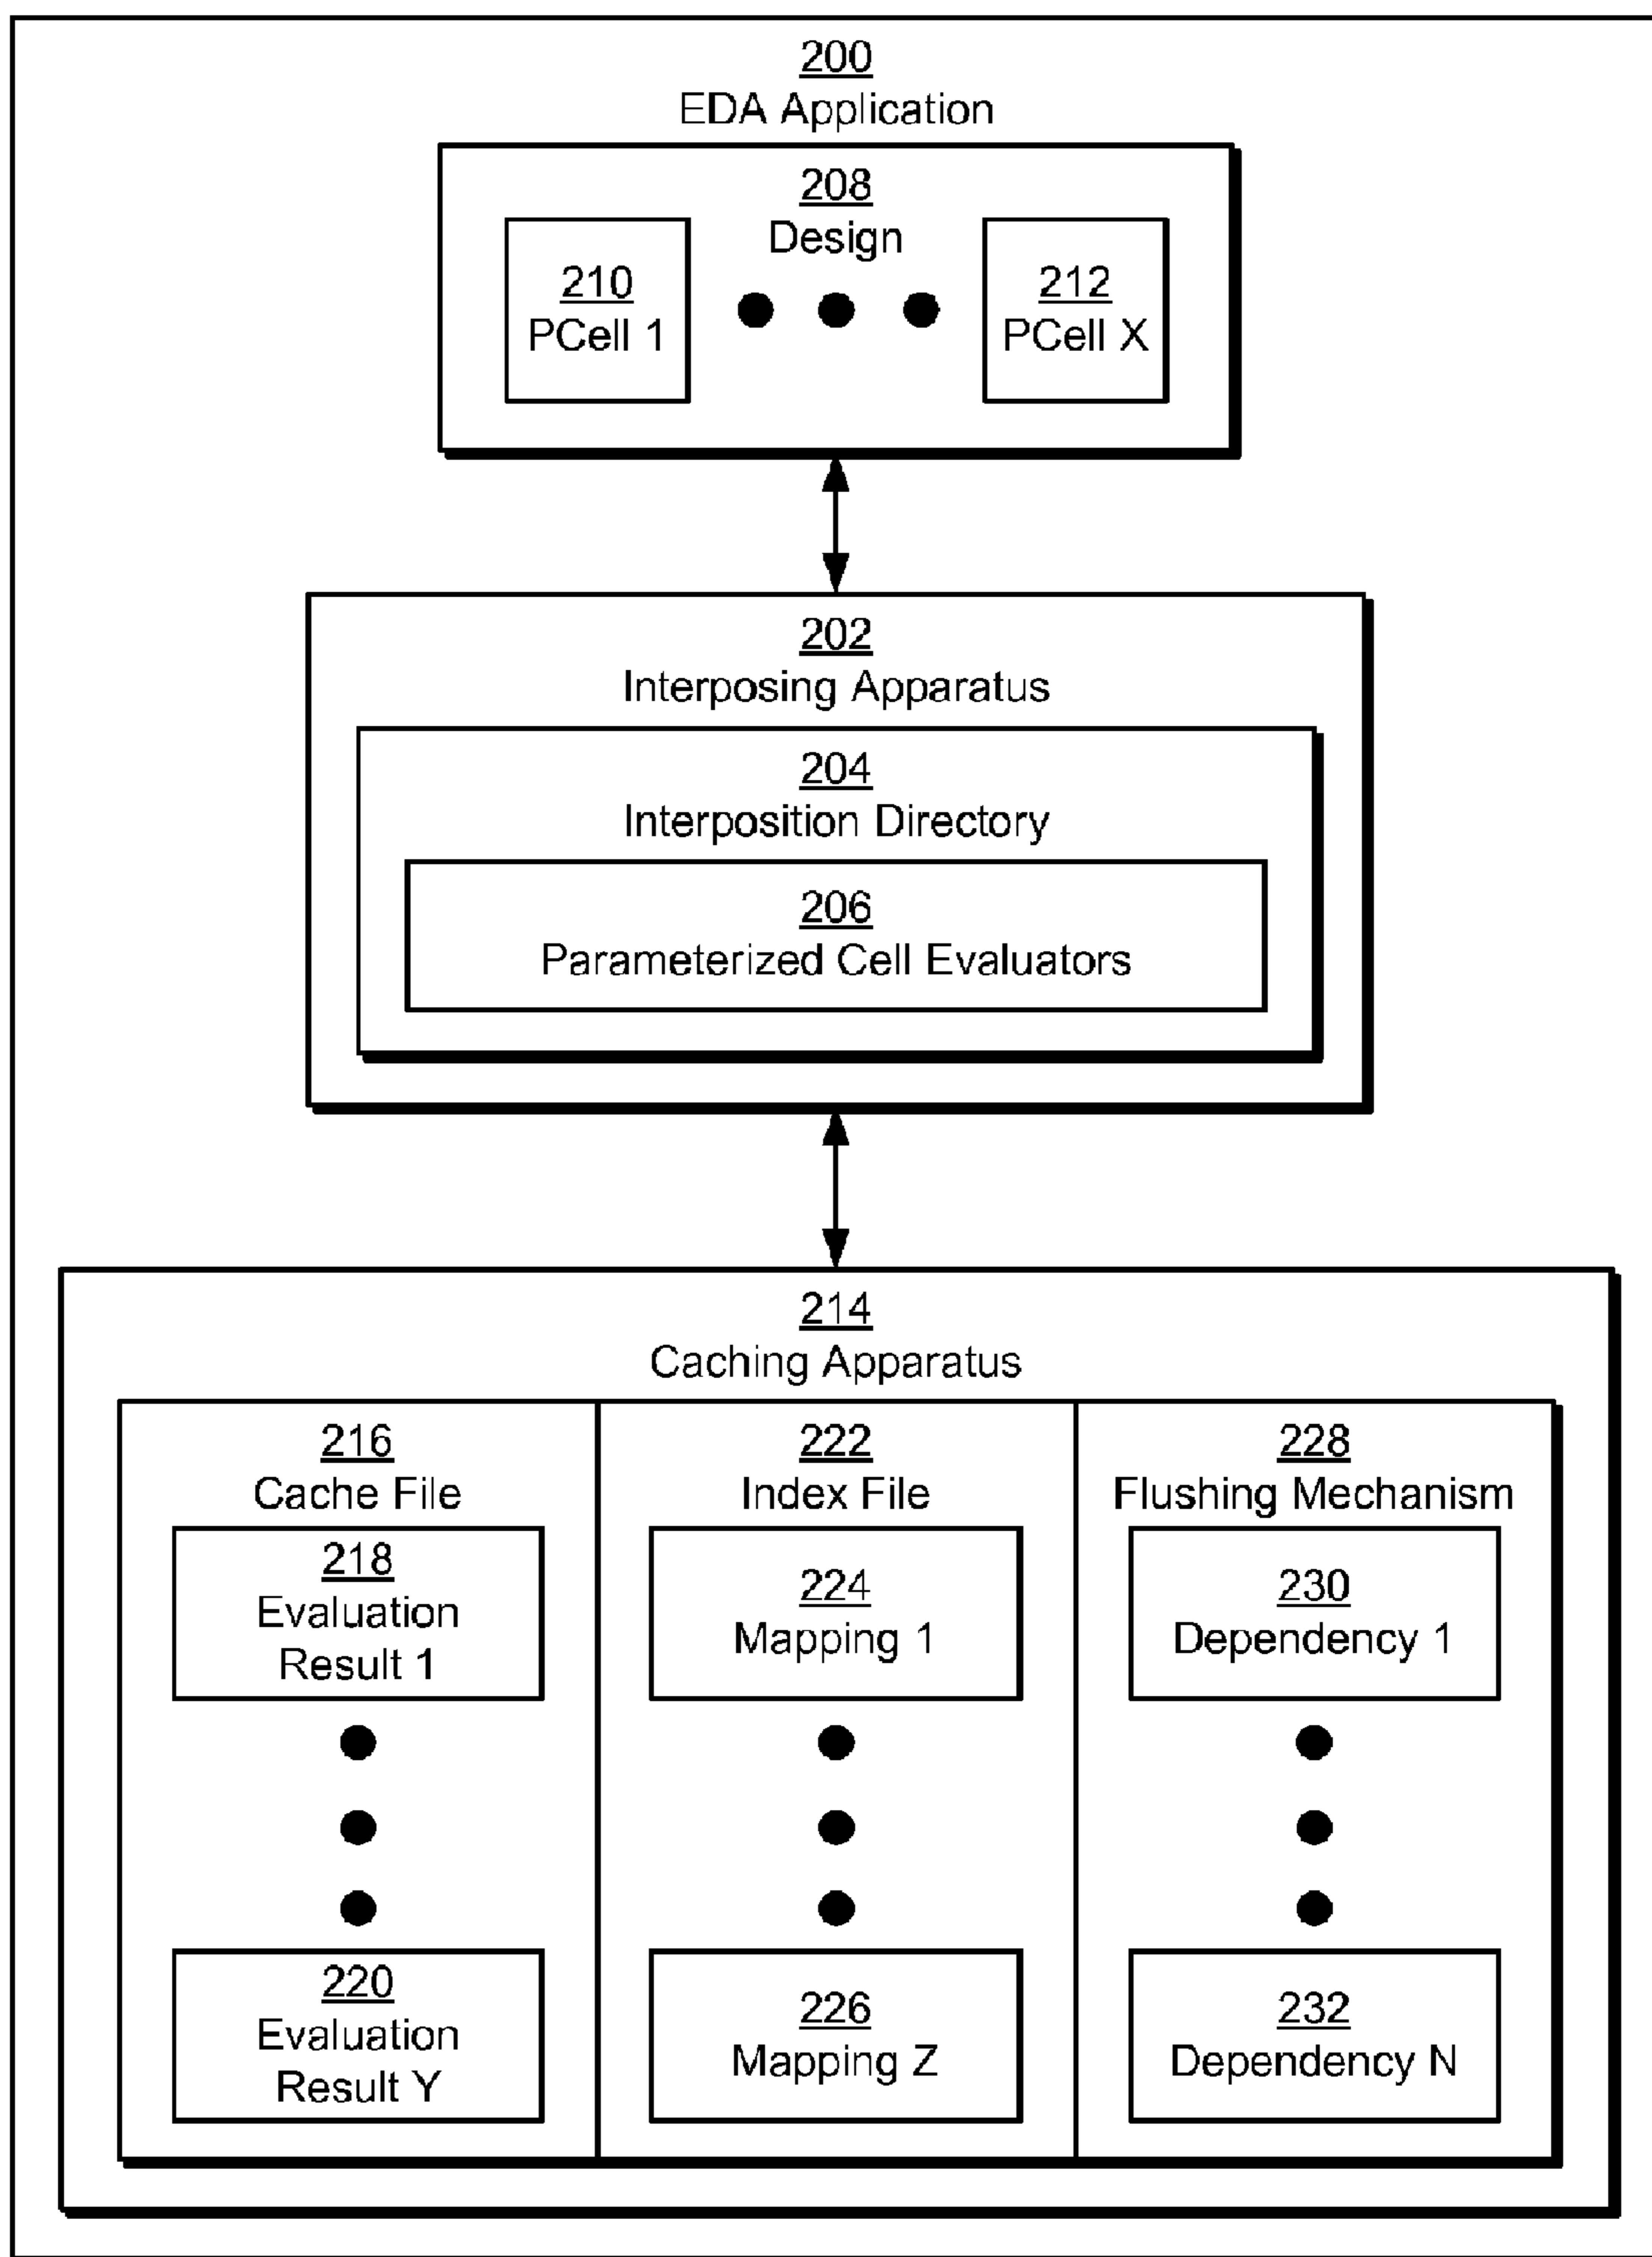 200
EDA Application
208
Design
210
PCell 1
212
PCell X
202
Interposing Apparatus
204
Interposition Directory
206
Parameterized Cell Evaluators
214
Caching Apparatus
216
Cache File
218
Evaluation
Result 1
220
Evaluation
Result Y
222
Index File
224
Mapping 1
226
Mapping Z
228
Flushing Mechanism
230
Dependency 1
232
Dependency N